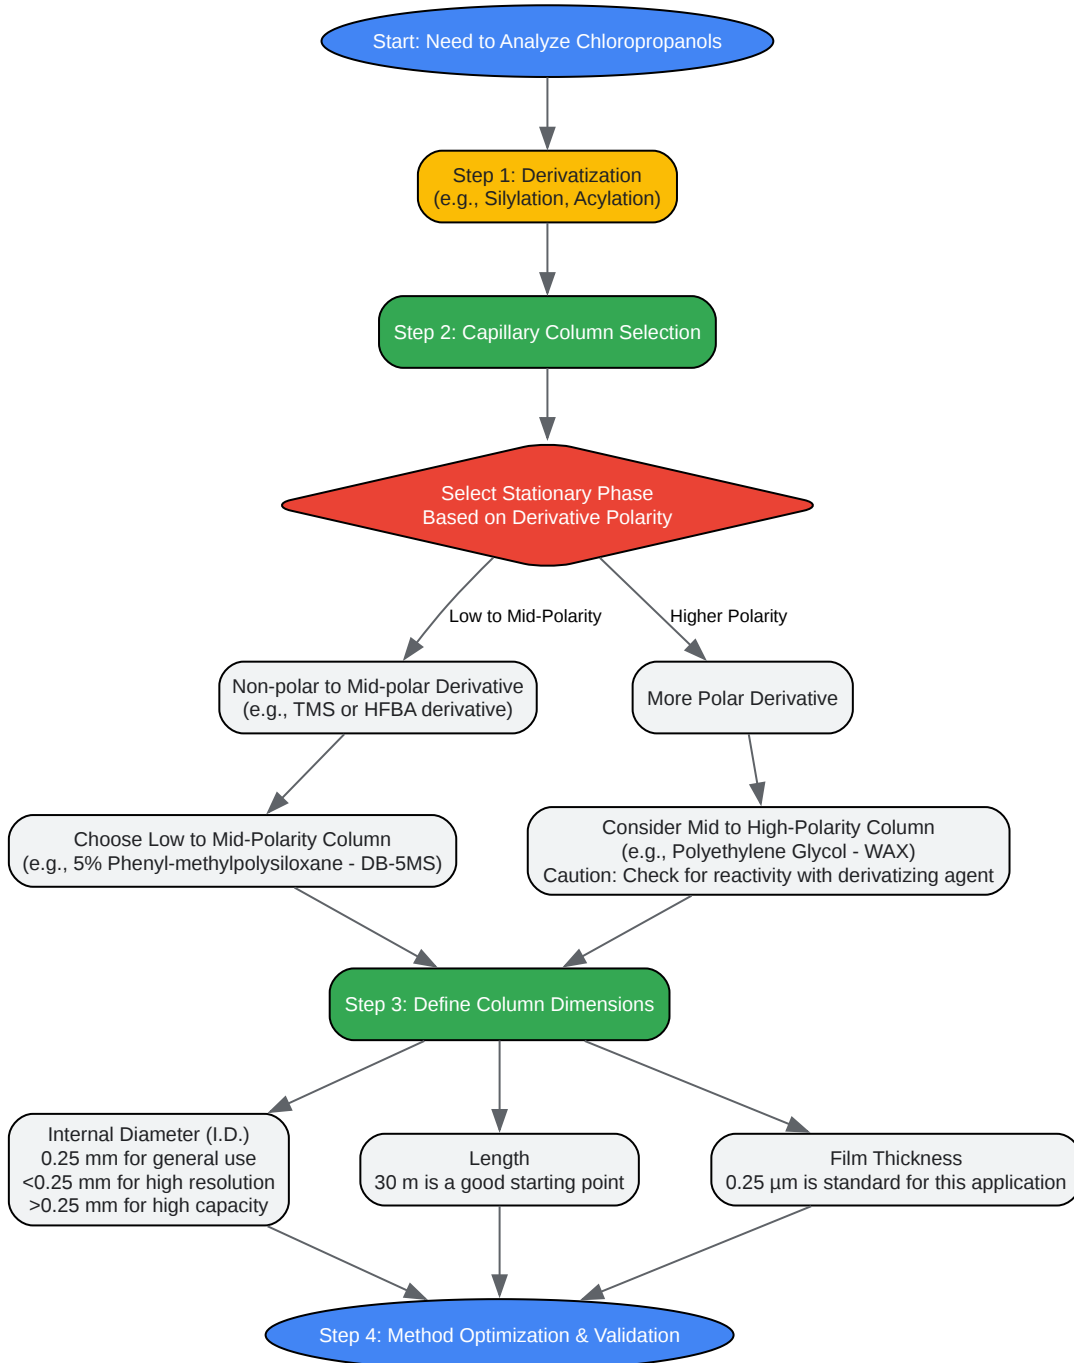 Start: Need to Analyze Chloropropanols
Step 1: Derivatization
(e.g., Silylation, Acylation)
Step 2: Capillary Column Selection
Select Stationary Phase
Based on Derivative Polarity
Low to Mid-Polarity
Higher Polarity
Non-polar to Mid-polar Derivative
(e.g., TMS or HFBA derivative)
More Polar Derivative
Choose Low to Mid-Polarity Column
(e.g., 5% Phenyl-methylpolysiloxane - DB-5MS)
Consider Mid to High-Polarity Column
(e.g., Polyethylene Glycol - WAX)
Caution: Check for reactivity with derivatizing agent
Step 3: Define Column Dimensions
Internal Diameter (I.D.)
0.25 mm for general use
<0.25 mm for high resolution
>0.25 mm for high capacity
Length
30 m is a good starting point
Film Thickness
0.25 µm is standard for this application
Step 4: Method Optimization & Validation